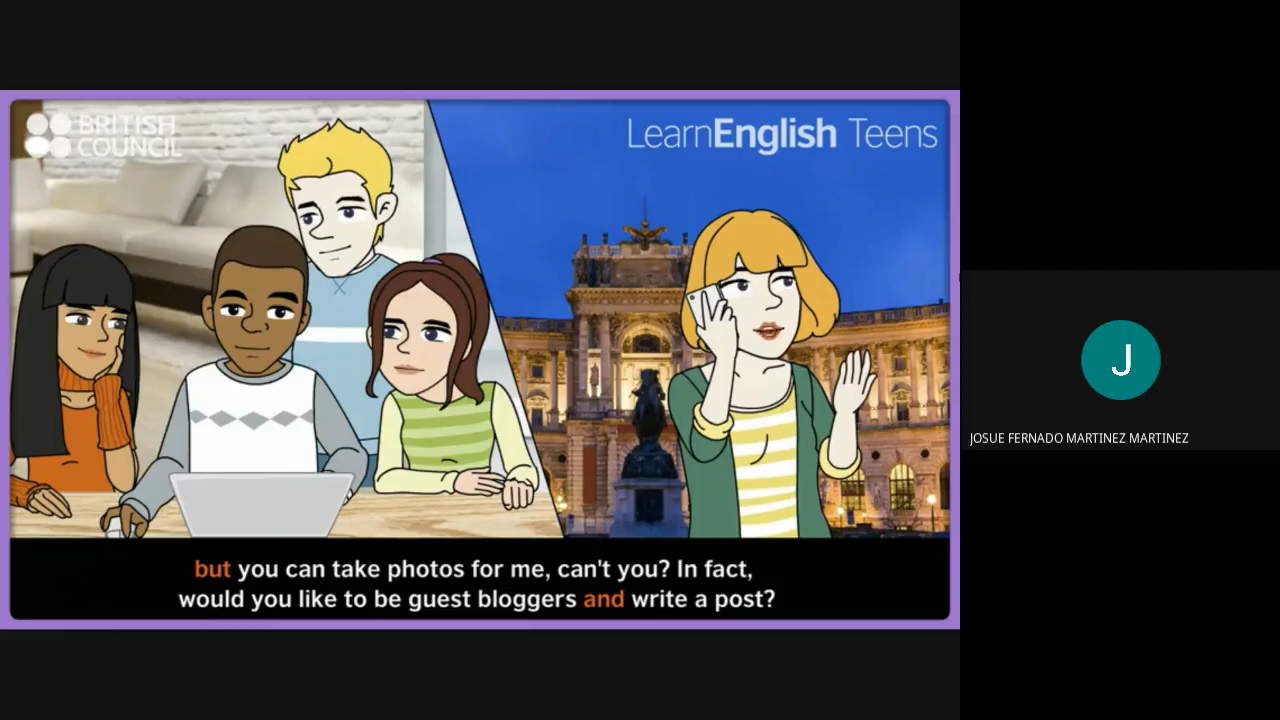 BRITISH
COUNCIL
LearnEnglish Teens
but you can take photos for me, can't you? In fact,
would you like to be guest bloggers and write a post?
J
JOSUE FERNADO MARTINEZ MARTINEZ